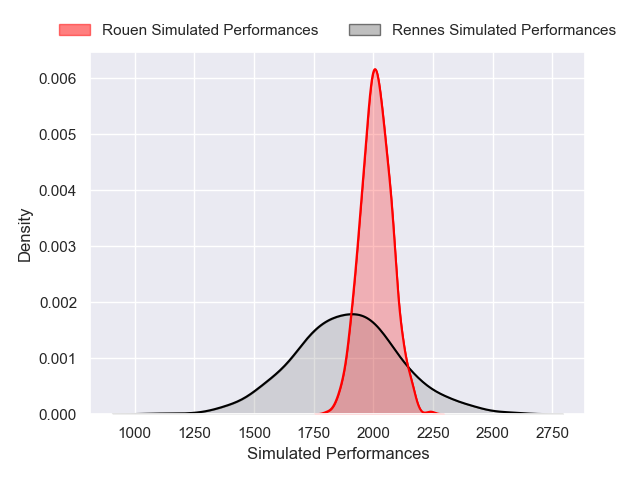 Rouen Simulated Performances Rennes Simulated Performances
0.006
0.005
0.004
0.003
0.002
0.001
0.000
Density
1000 1250 1500 1750 2000 2250 2500 2750
Simulated Performances